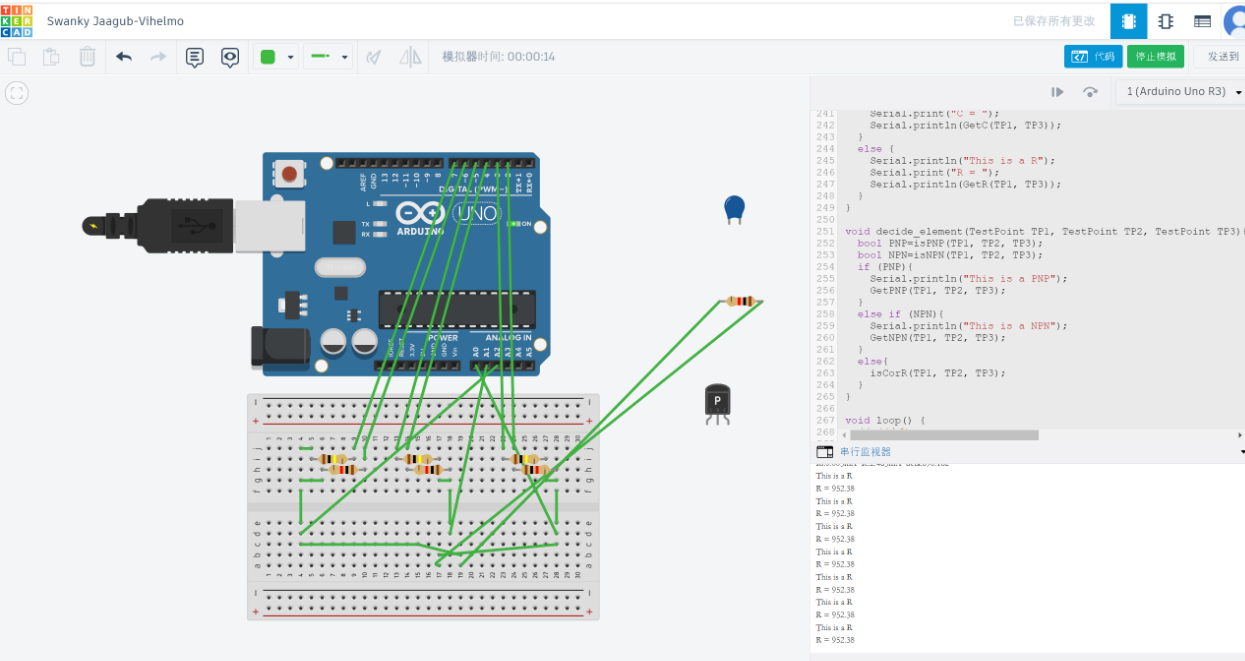 TIN
KER
CAD
Swanky Jaagub-Vihelmo
已保存所有更改
模拟器时间: 00:00:14
代码
停止模拟
发送到
1 (Arduino Uno R3)
AREF
GND
13
12
~11
~10
~9
8
7
~6
~5
4
TX→1
RX←0
DIGITAL (PWM~)
L
TX
RX
ARDUINO
UNO
ON
POWER
ANALOG IN
3.3V
GND
Vin
A0
A1
A2
A3
A4
A5
P
241 Serial.print("C = ");
242 Serial.println(GetC(TP1, TP3));
243 }
244 else {
245 Serial.println("This is a R");
246 Serial.print("R = ");
247 Serial.println(GetR(TP1, TP3));
248 }
249 }
250
251 void decide_element(TestPoint TP1, TestPoint TP2, TestPoint TP3){
252 bool PNP=isPNP(TP1, TP2, TP3);
253 bool NPN=isNPN(TP1, TP2, TP3);
254 if (PNP){
255 Serial.println("This is a PNP");
256 GetPNP(TP1, TP2, TP3);
257 }
258 else if (NPN){
259 Serial.println("This is a NPN");
260 GetNPN(TP1, TP2, TP3);
261 }
262 else{
263 isCorR(TP1, TP2, TP3);
264 }
265 }
266
267 void loop() {
268
串行监视器
This is a R
R = 952.38
This is a R
R = 952.38
This is a R
R = 952.38
This is a R
R = 952.38
This is a R
R = 952.38
This is a R
R = 952.38
This is a R
R = 952.38